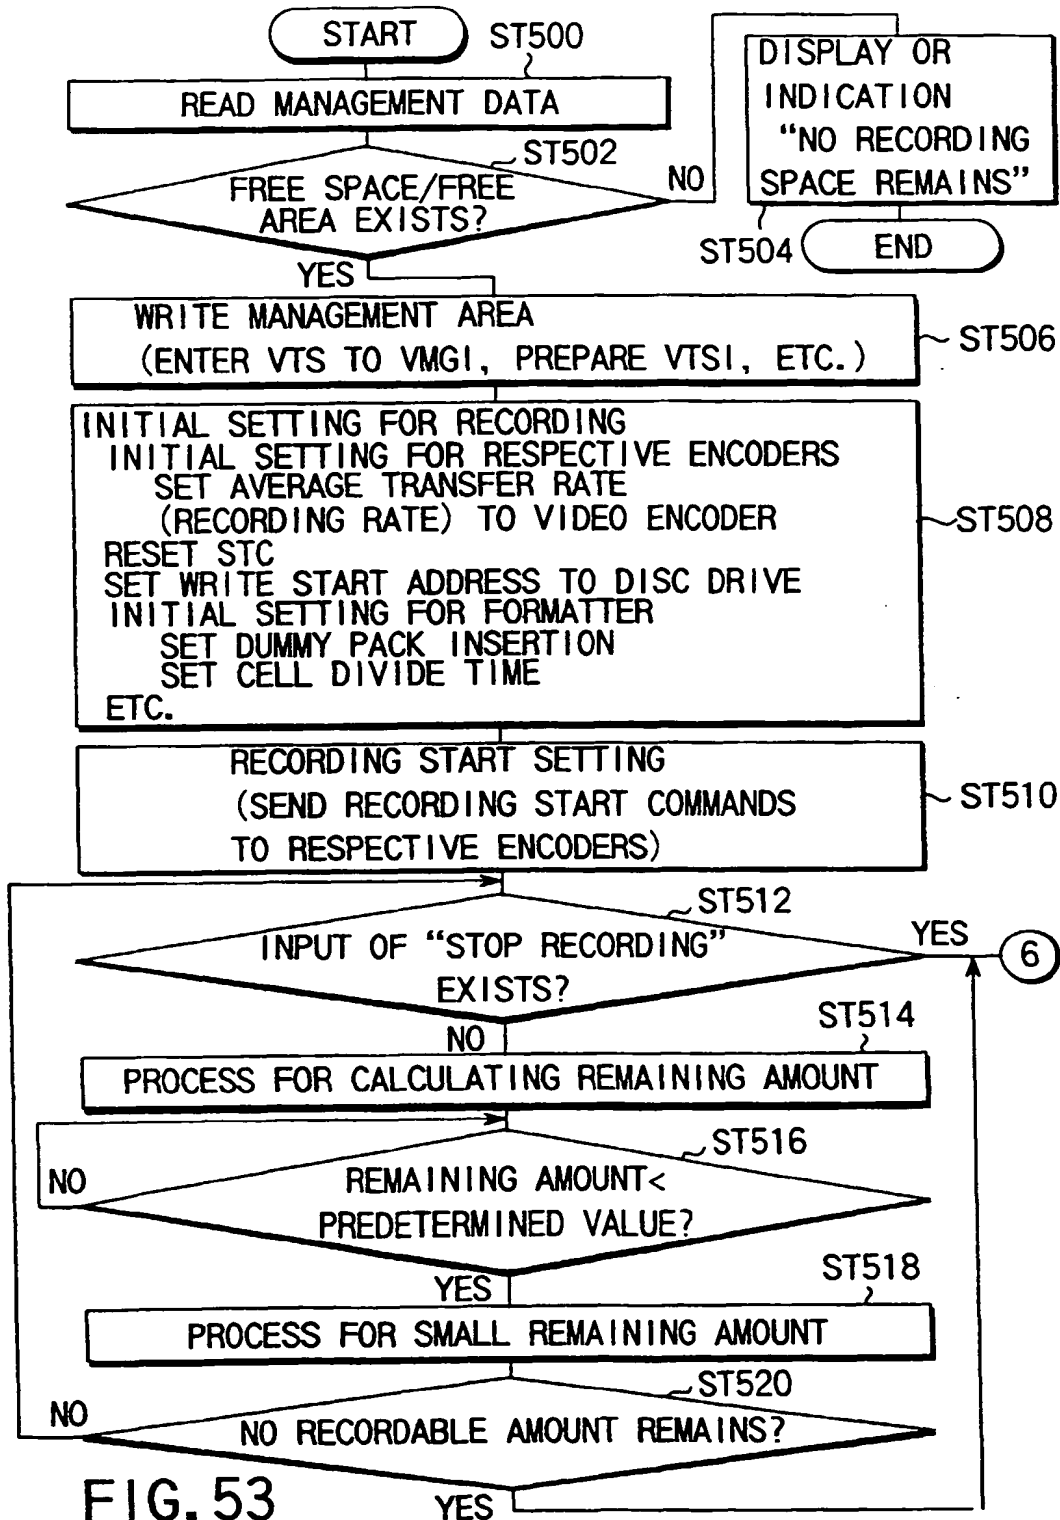 START
ST500
READ MANAGEMENT DATA
ST502
FREE SPACE/FREE
AREA EXISTS?
NO
DISPLAY OR
INDICATION
“NO RECORDING
SPACE REMAINS”
ST504
END
YES
WRITE MANAGEMENT AREA
(ENTER VTS TO VMGI, PREPARE VTSI, ETC.)
ST506
INITIAL SETTING FOR RECORDING
INITIAL SETTING FOR RESPECTIVE ENCODERS
SET AVERAGE TRANSFER RATE
(RECORDING RATE) TO VIDEO ENCODER
RESET STC
SET WRITE START ADDRESS TO DISC DRIVE
INITIAL SETTING FOR FORMATTER
SET DUMMY PACK INSERTION
SET CELL DIVIDE TIME
ETC.
ST508
RECORDING START SETTING
(SEND RECORDING START COMMANDS
TO RESPECTIVE ENCODERS)
ST510
ST512
INPUT OF “STOP RECORDING”
EXISTS?
YES
6
NO
ST514
PROCESS FOR CALCULATING REMAINING AMOUNT
ST516
REMAINING AMOUNT<
PREDETERMINED VALUE?
NO
YES
ST518
PROCESS FOR SMALL REMAINING AMOUNT
ST520
NO RECORDABLE AMOUNT REMAINS?
NO
YES
FIG. 53